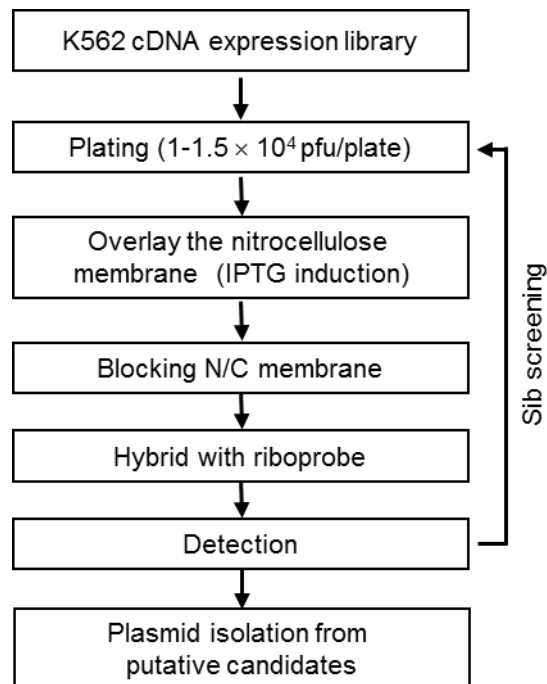 K562 cDNA expression library
Plating (1-1.5 × 10⁴ pfu/plate)
Overlay the nitrocellulose
membrane (IPTG induction)
Blocking N/C membrane
Hybrid with riboprobe
Detection
Plasmid isolation from
putative candidates
Sib screening